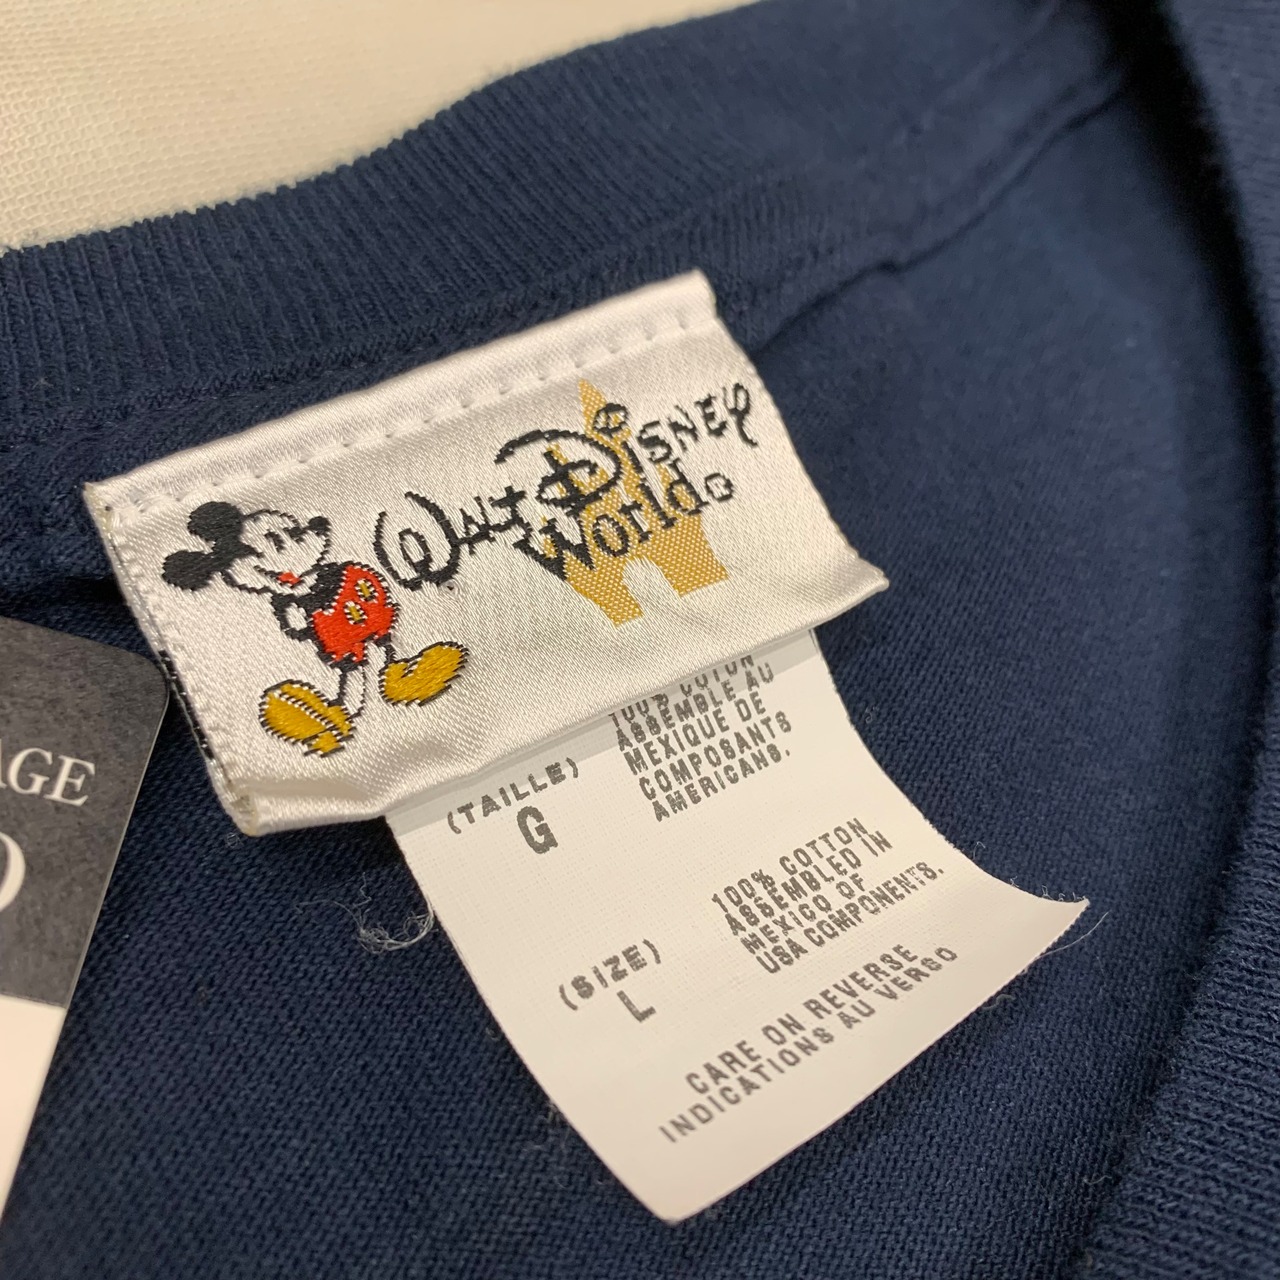 WALT DISNEY
World®
100% COTON
ASSEMBLE AU
MEXIQUE DE
COMPOSANTS
AMERICANS.
(TAILLE)
G
100% COTTON
ASSEMBLED IN
MEXICO OF
USA COMPONENTS.
(SIZE)
L
CARE ON REVERSE
INDICATIONS AU VERSO
AGE